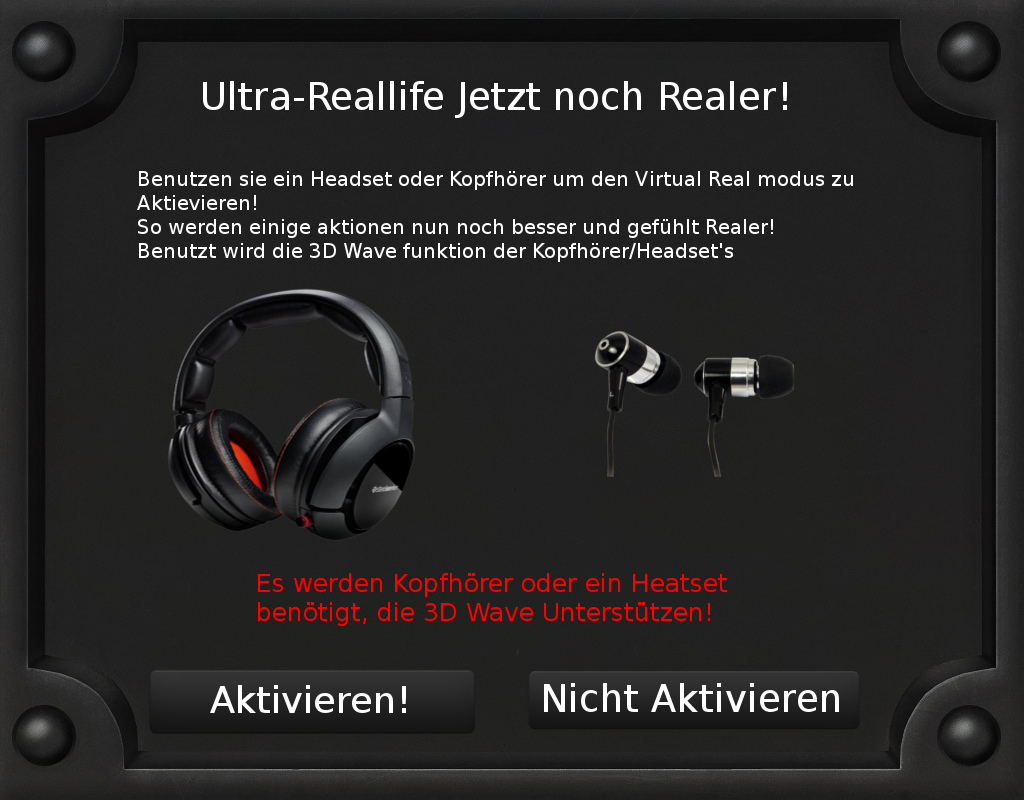 Ultra-Reallife Jetzt noch Realer!
Benutzen sie ein Headset oder Kopfhörer um den Virtual Real modus zu
Aktievieren!
So werden einige aktionen nun noch besser und gefühlt Realer!
Benutzt wird die 3D Wave funktion der Kopfhörer/Headset's
Es werden Kopfhörer oder ein Heatset
benötigt, die 3D Wave Unterstützen!
Aktivieren!
Nicht Aktivieren